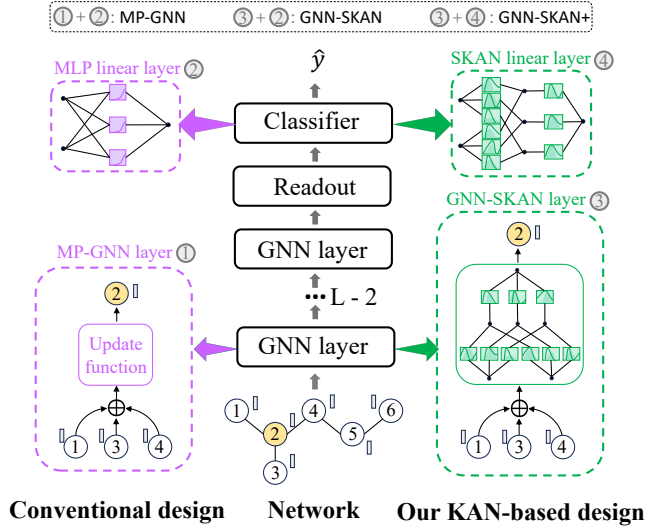 ① + ② : MP-GNN ③ + ② : GNN-SKAN ③ + ④ : GNN-SKAN+
ŷ
MLP linear layer ②
SKAN linear layer ④
Classifier
Readout
GNN-SKAN layer ③
MP-GNN layer ①
GNN layer
2
2
··· L - 2
Update
function
GNN layer
1 4 6
2
5
3
1 3 4
1 3 4
Conventional design Network Our KAN-based design